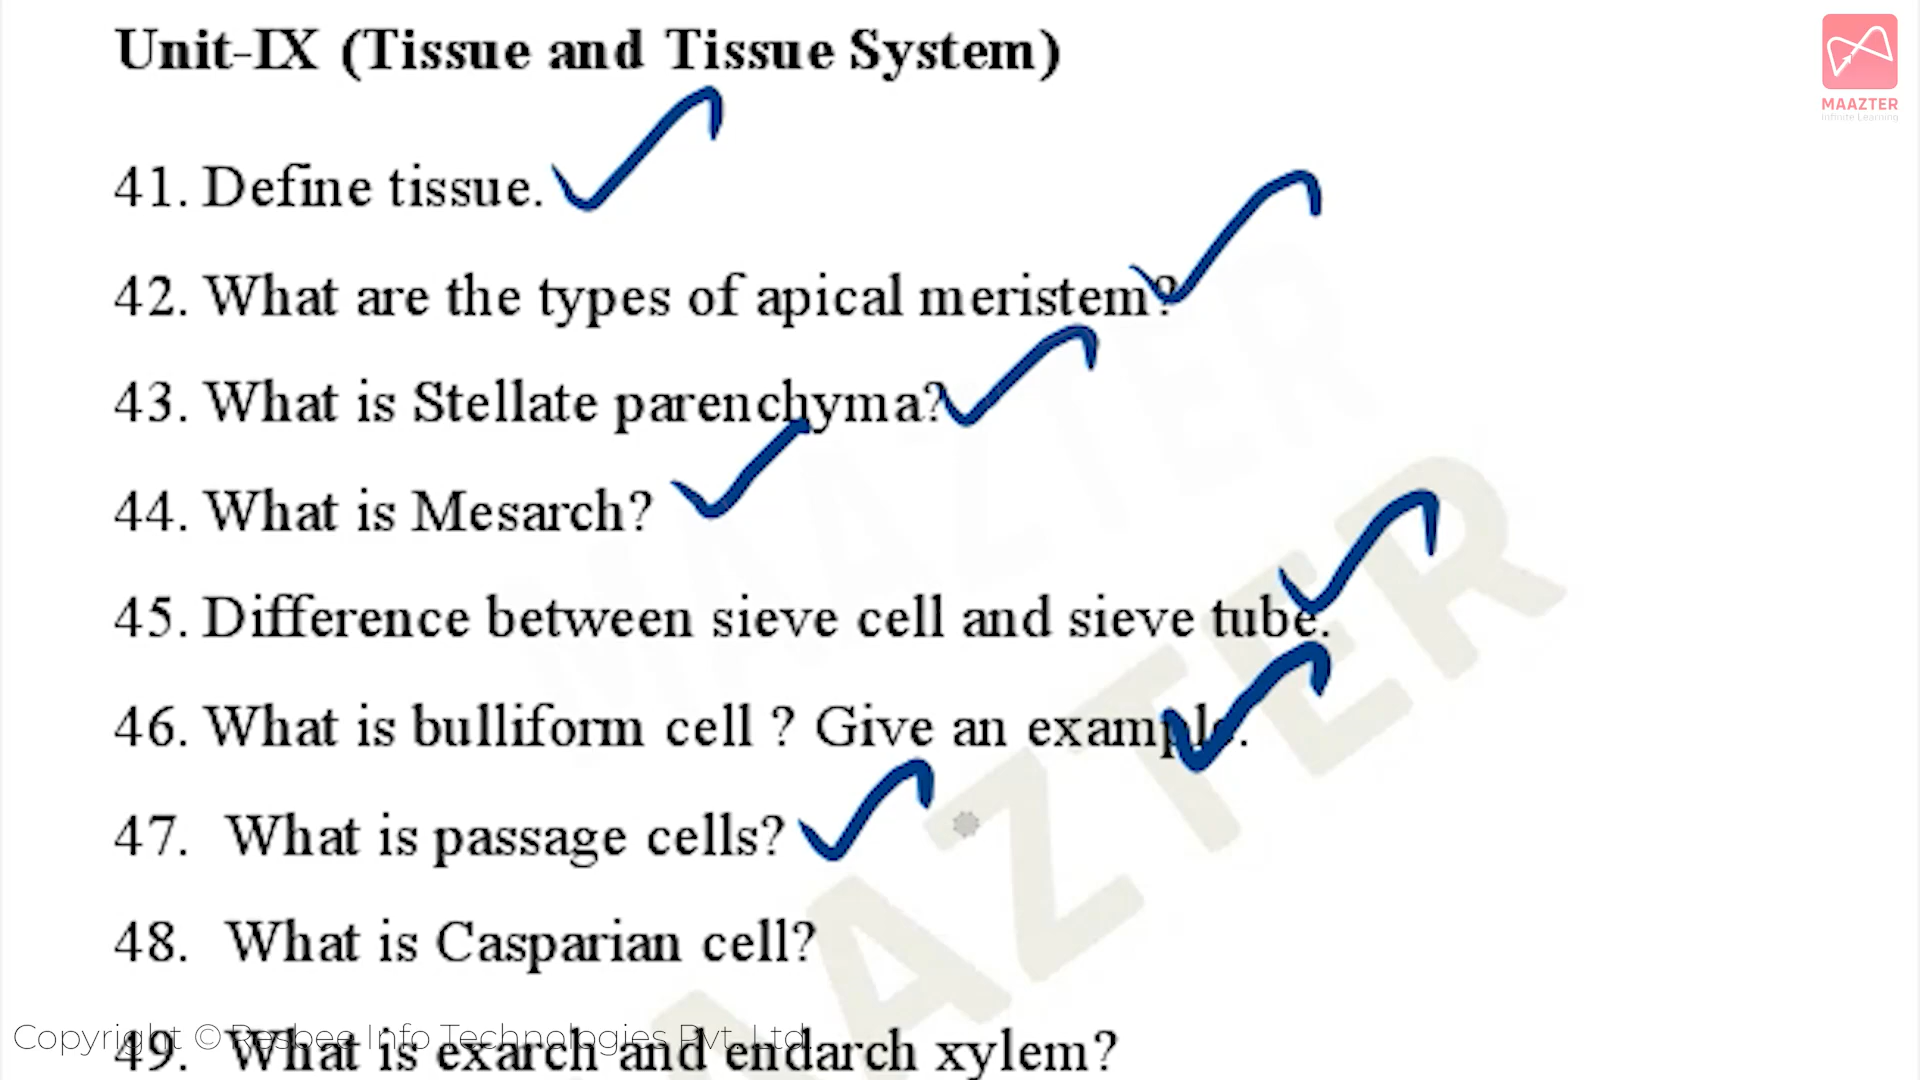 Unit-IX (Tissue and Tissue System)
MAAZTER
Infinite Learning
41. Define tissue.
42. What are the types of apical meristem?
43. What is Stellate parenchyma?
44. What is Mesarch?
45. Difference between sieve cell and sieve tube.
46. What is bulliform cell ? Give an example.
47. What is passage cells?
48. What is Casparian cell?
49. What is exarch and endarch xylem?
Copyright © Resbee Info Technologies Pvt. Ltd.
MAAZTER
MAAZTER